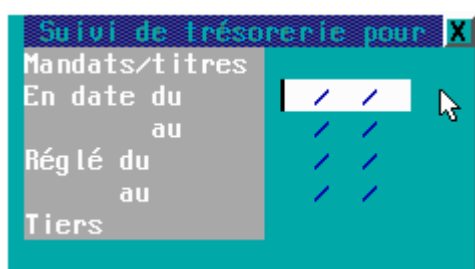 Suivi de trésorerie pour X
Mandats/titres
En date du / /
au / /
Réglé du / /
au / /
Tiers